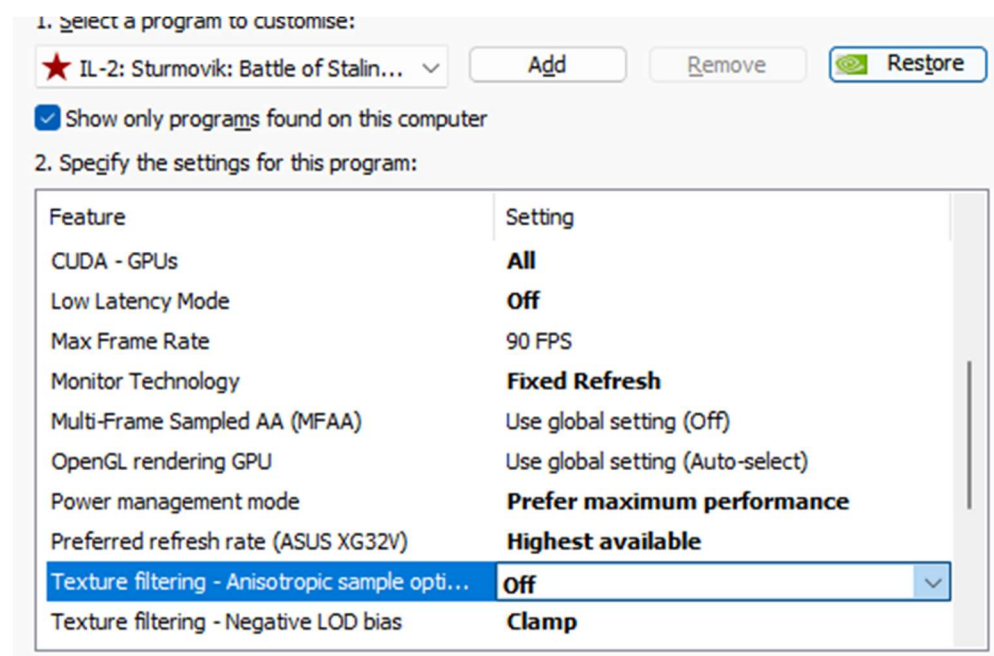 1. Select a program to customise:
IL-2: Sturmovik: Battle of Stalin... Add Remove Restore
Show only programs found on this computer
2. Specify the settings for this program:
Feature Setting
CUDA - GPUs All
Low Latency Mode Off
Max Frame Rate 90 FPS
Monitor Technology Fixed Refresh
Multi-Frame Sampled AA (MFAA) Use global setting (Off)
OpenGL rendering GPU Use global setting (Auto-select)
Power management mode Prefer maximum performance
Preferred refresh rate (ASUS XG32V) Highest available
Texture filtering - Anisotropic sample opti... Off
Texture filtering - Negative LOD bias Clamp